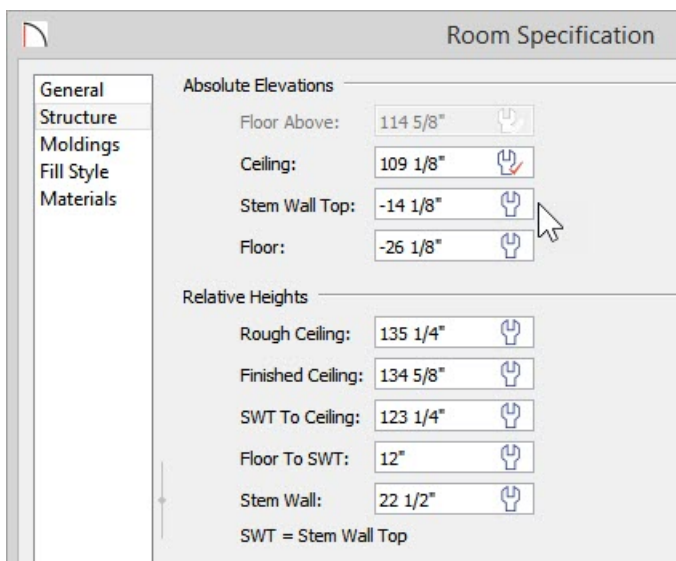 Room Specification
General
Structure
Moldings
Fill Style
Materials
Absolute Elevations
Floor Above: 114 5/8"
Ceiling: 109 1/8"
Stem Wall Top: -14 1/8"
Floor: -26 1/8"
Relative Heights
Rough Ceiling: 135 1/4"
Finished Ceiling: 134 5/8"
SWT To Ceiling: 123 1/4"
Floor To SWT: 12"
Stem Wall: 22 1/2"
SWT = Stem Wall Top